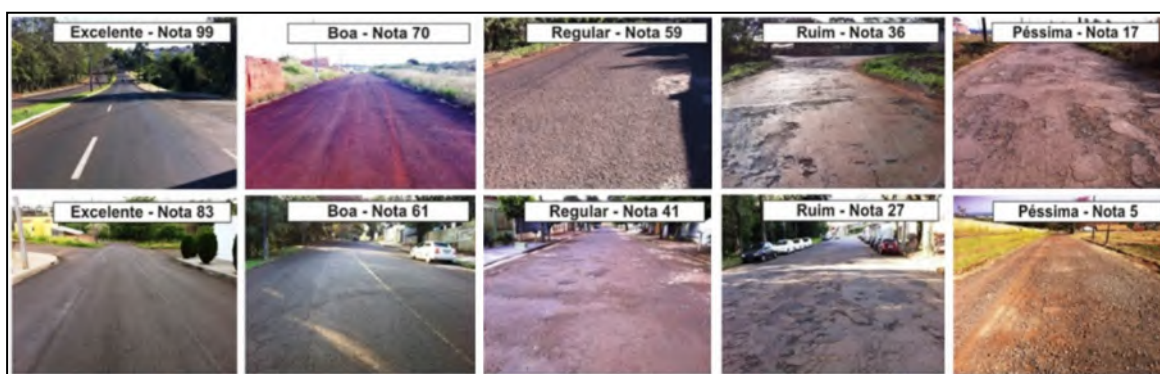 Excelente - Nota 99
Boa - Nota 70
Regular - Nota 59
Ruim - Nota 36
Péssima - Nota 17
Excelente - Nota 83
Boa - Nota 61
Regular - Nota 41
Ruim - Nota 27
Péssima - Nota 5